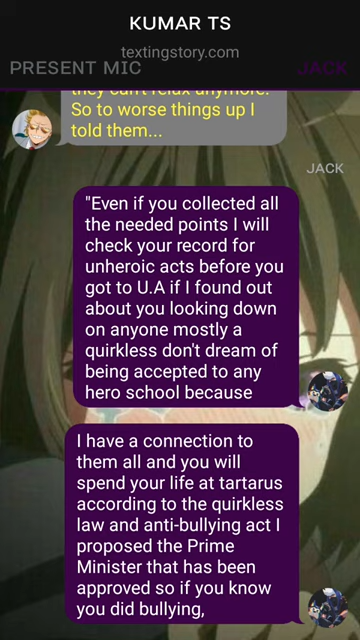 KUMAR TS
textingstory.com
PRESENT MIC
JACK
they can't relax anymore.
So to worse things up I
told them...
JACK
"Even if you collected all
the needed points I will
check your record for
unheroic acts before you
got to U.A if I found out
about you looking down
on anyone mostly a
quirkless don't dream of
being accepted to any
hero school because
I have a connection to
them all and you will
spend your life at tartarus
according to the quirkless
law and anti-bullying act I
proposed the Prime
Minister that has been
approved so if you know
you did bullying,